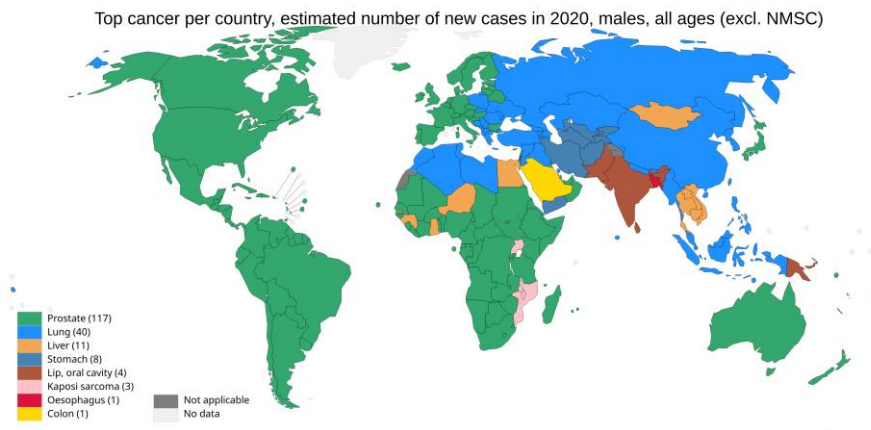 Top cancer per country, estimated number of new cases in 2020, males, all ages (excl. NMSC)
Prostate (117)
Lung (40)
Liver (11)
Stomach (8)
Lip, oral cavity (4)
Kaposi sarcoma (3)
Oesophagus (1)
Colon (1)
Not applicable
No data